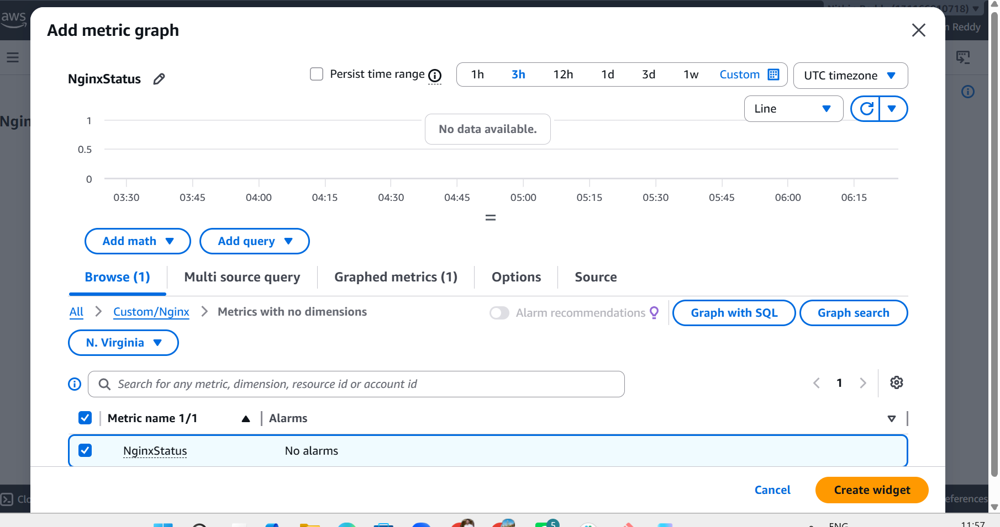 aws
10718)
n Reddy
Add metric graph
Ngin
NginxStatus
Persist time range
1h 3h 12h 1d 3d 1w Custom
UTC timezone
Line
No data available.
1
0.5
0
03:30 03:45 04:00 04:15 04:30 04:45 05:00 05:15 05:30 05:45 06:00 06:15
Add math
Add query
Browse (1)
Multi source query
Graphed metrics (1)
Options
Source
All > Custom/Nginx > Metrics with no dimensions
Alarm recommendations
Graph with SQL
Graph search
N. Virginia
Search for any metric, dimension, resource id or account id
1
Metric name 1/1
Alarms
NginxStatus
No alarms
Cancel
Create widget
Clo
eferences
5
ENG
11:57